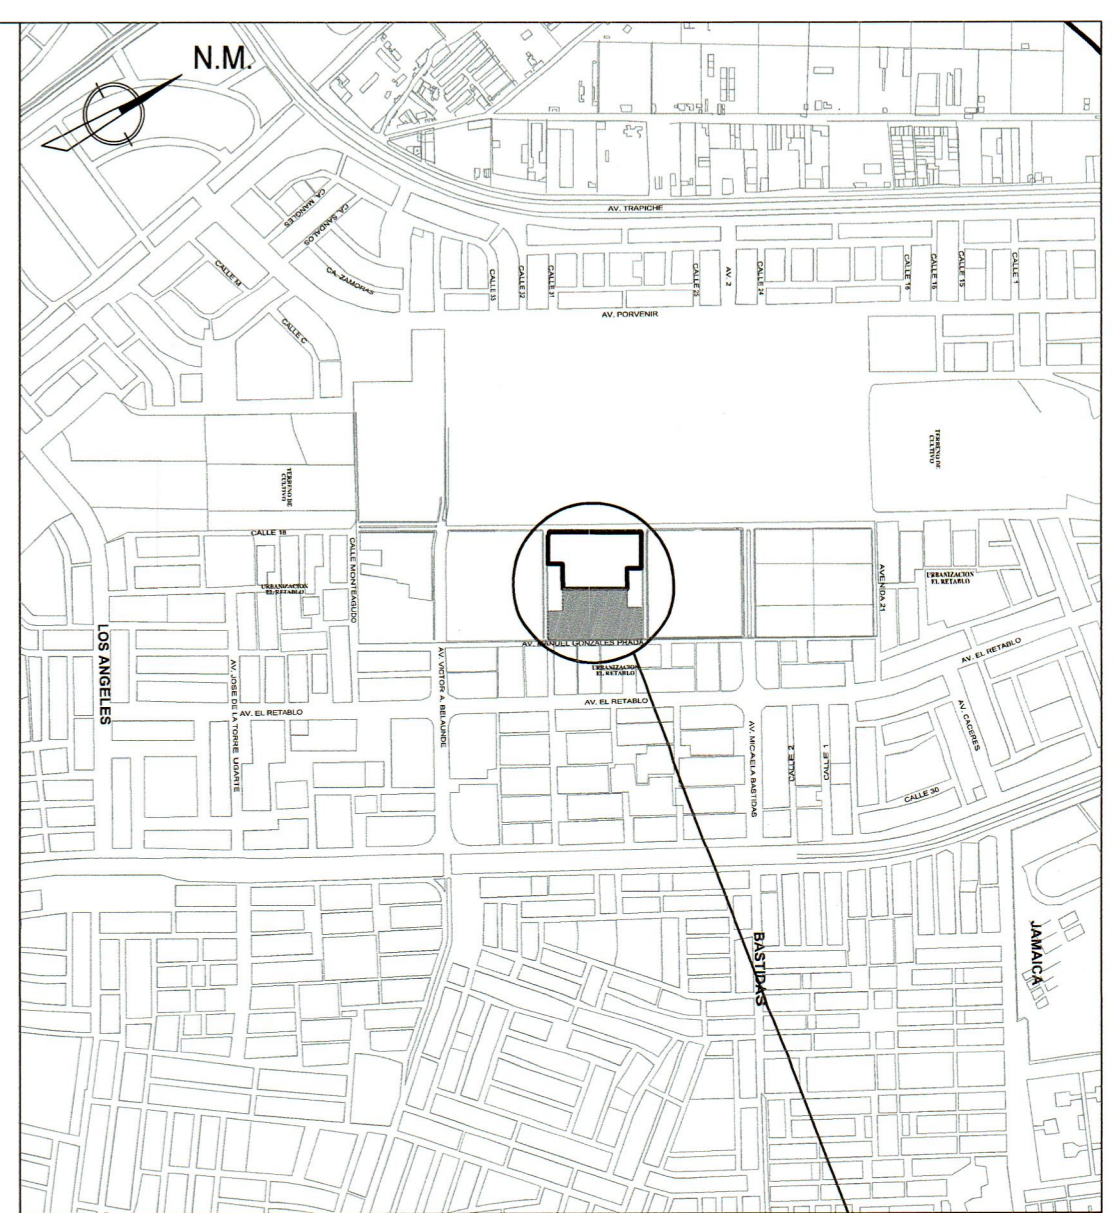 N.M.
AV. TRAPICHE
CA. MANGLES
CA. SANDALOS
CA. ZAMORAS
CALLE M
CALLE C
CALLE 33
CALLE 32
CALLE 31
CALLE 25
AV. 2
CALLE 24
CALLE 16
CALLE 16
CALLE 15
CALLE 1
AV. PORVENIR
TERRENO DE
CULTIVO
TERRENO DE
CULTIVO
CALLE 18
CALLE MONTEAGUDO
URBANIZACION
EL RETABLO
AVENIDA 21
URBANIZACION
EL RETABLO
AV. MANUEL GONZALES PRADA
URBANIZACION
EL RETABLO
LOS ANGELES
AV. JOSE DE LA TORRE UGARTE
AV. EL RETABLO
AV. VICTOR A. BELAUNDE
AV. EL RETABLO
AV. MICAELA BASTIDAS
CALLE 2
CALLE 1
AV. EL RETABLO
AV. CACERES
CALLE 30
BASTIDAS
JAMAICA